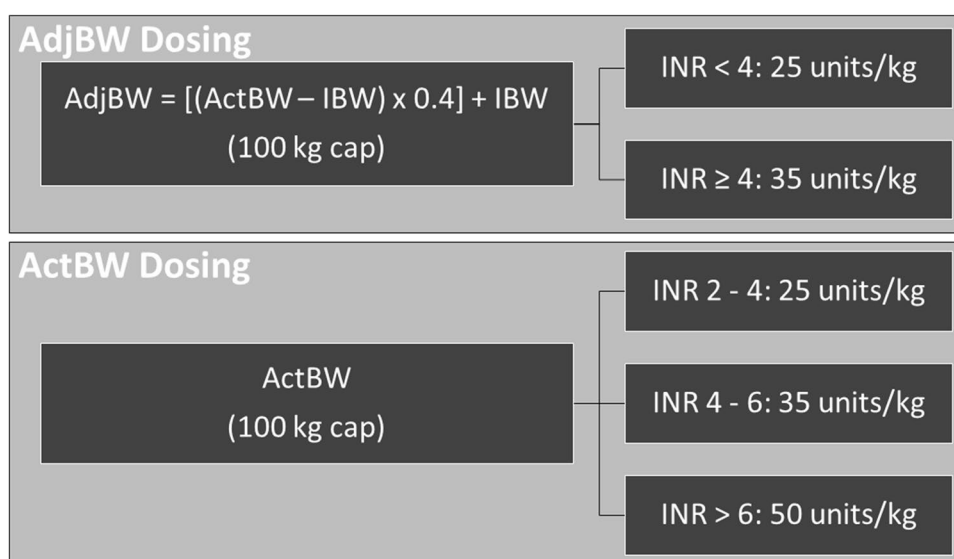 AdjBW Dosing
AdjBW = [(ActBW – IBW) x 0.4] + IBW
(100 kg cap)
INR < 4: 25 units/kg
INR ≥ 4: 35 units/kg
ActBW Dosing
ActBW
(100 kg cap)
INR 2 - 4: 25 units/kg
INR 4 - 6: 35 units/kg
INR > 6: 50 units/kg